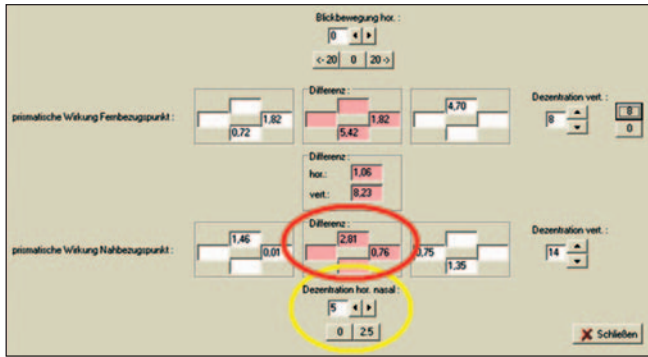 Blickbewegung hor. :
0
<- 20 0 20 ->
Differenz :
Dezentration vert. :
4,70
prismatische Wirkung Fernbezugspunkt : 1,82 1,82 8 8
0,72 5,42 0
Differenz :
hor.: 1,06
vert.: 8,23
Differenz :
Dezentration vert. :
1,46 2,81
prismatische Wirkung Nahbezugspunkt : 0,01 0,76 0,75 14
1,35
Dezentration hor. nasal :
5
0 2.5
Schließen